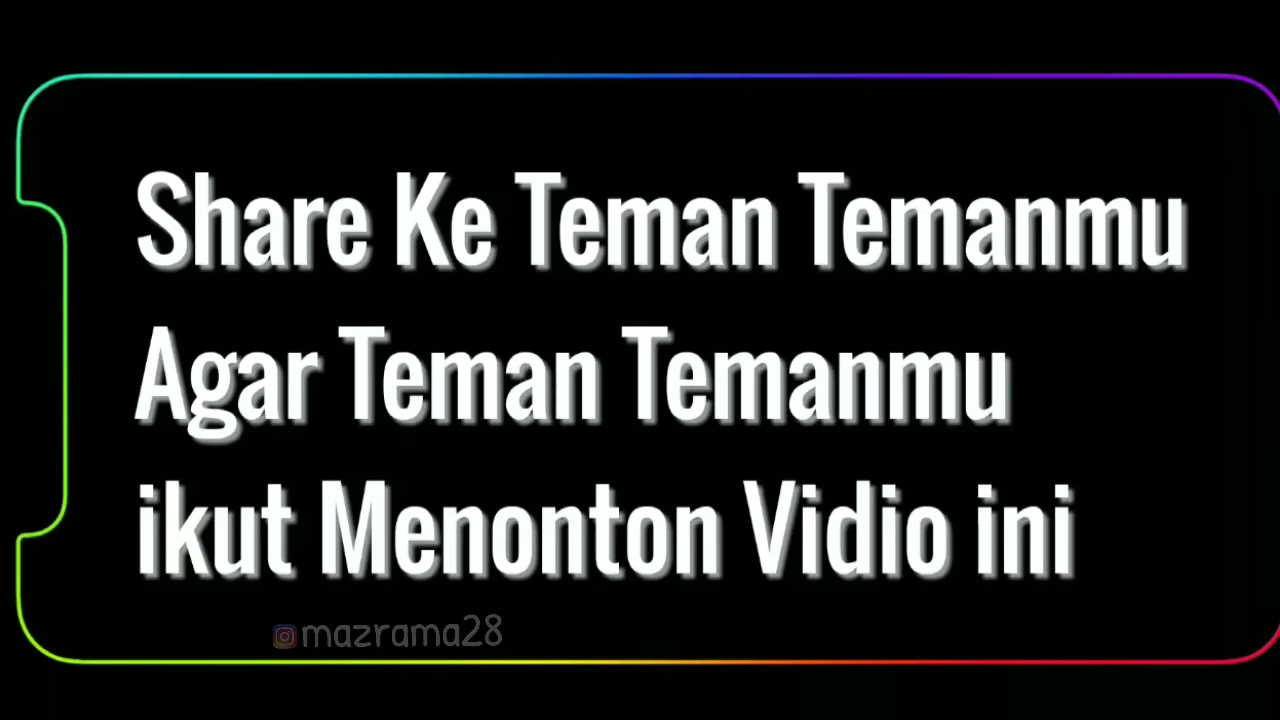 Share Ke Teman Temanmu
Agar Teman Temanmu
ikut Menonton Vidio ini
mazrama28